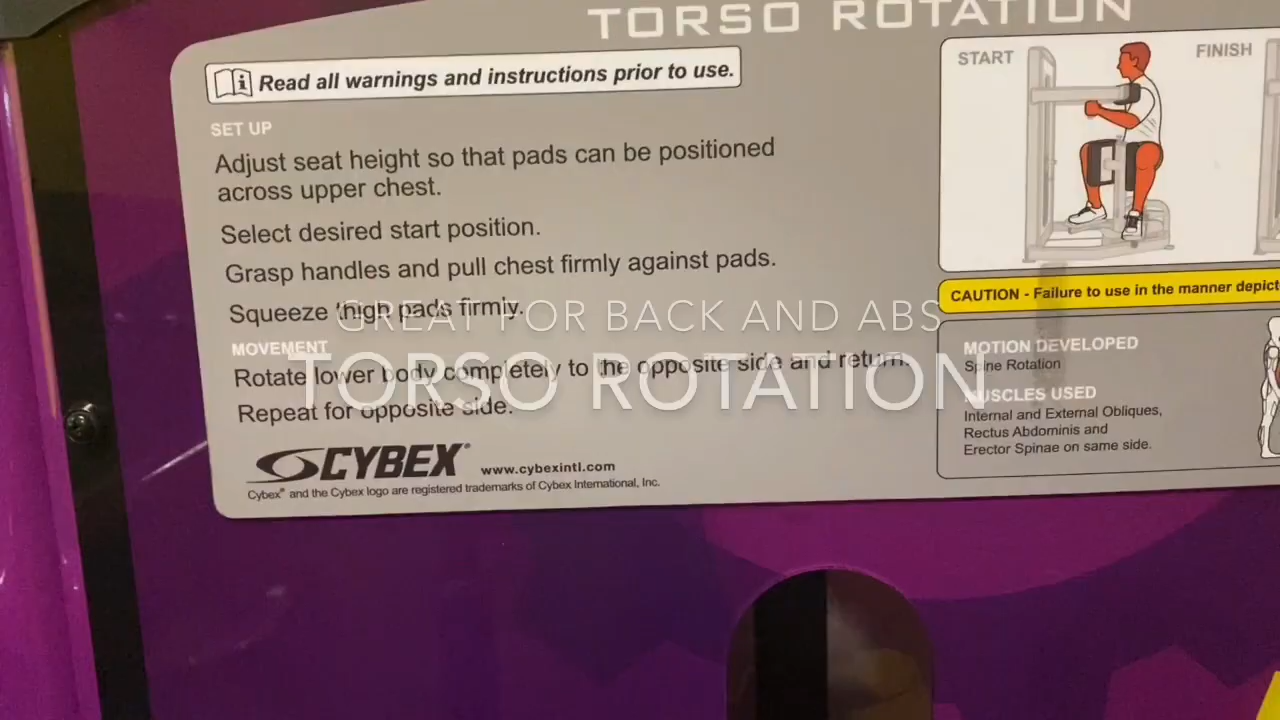 TORSO ROTATION
Read all warnings and instructions prior to use.
SET UP
Adjust seat height so that pads can be positioned
across upper chest.
Select desired start position.
Grasp handles and pull chest firmly against pads.
Squeeze thigh pads firmly.
MOVEMENT
Rotate lower body completely to the opposite side and return.
Repeat for opposite side.
CYBEX® www.cybexintl.com
Cybex® and the Cybex logo are registered trademarks of Cybex International, Inc.
START
FINISH
CAUTION - Failure to use in the manner
MOTION DEVELOPED
Spine Rotation
MUSCLES USED
Internal and External Obliques,
Rectus Abdominis and
Erector Spinae on same side.
GREAT FOR BACK AND ABS
TORSO ROTATION